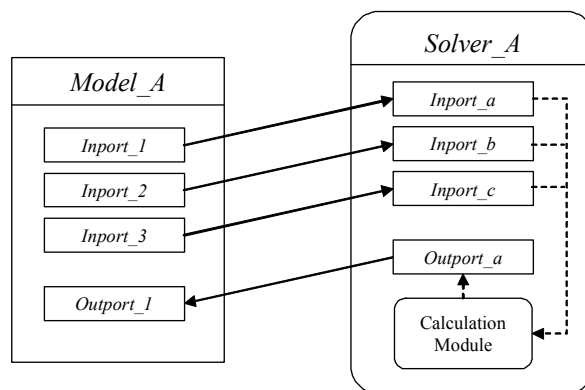 Model_A
Inport_1
Inport_2
Inport_3
Outport_1
Solver_A
Inport_a
Inport_b
Inport_c
Outport_a
Calculation
Module